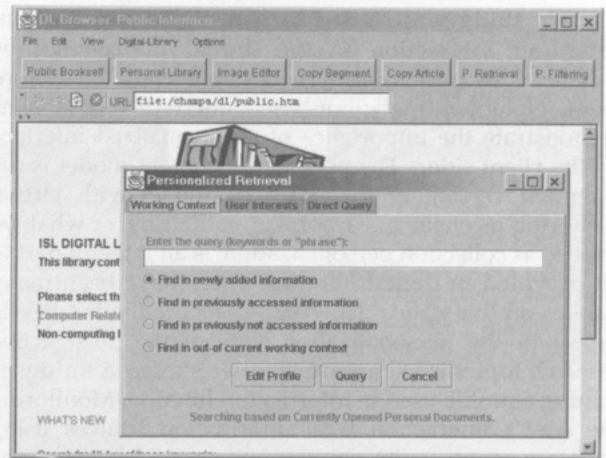 DL Browser: Public Interface
File Edit View Digital-Library Options
Public Bookself Personal Library Image Editor Copy Segment Copy Article P. Retrieval P. Filtering
URL file:/champa/dl/public.htm
Persionalized Retrieval
Working Context User Interests Direct Query
Enter the query (keywords or "phrase"):
ISL DIGITAL L
This library cont
Find in newly added information
Please select th
Find in previously accessed information
Computer Relate
Find in previously not accessed information
Non-computing
Find in out-of current working context
Edit Profile Query Cancel
WHAT'S NEW
Searching based on Currently Opened Personal Documents.